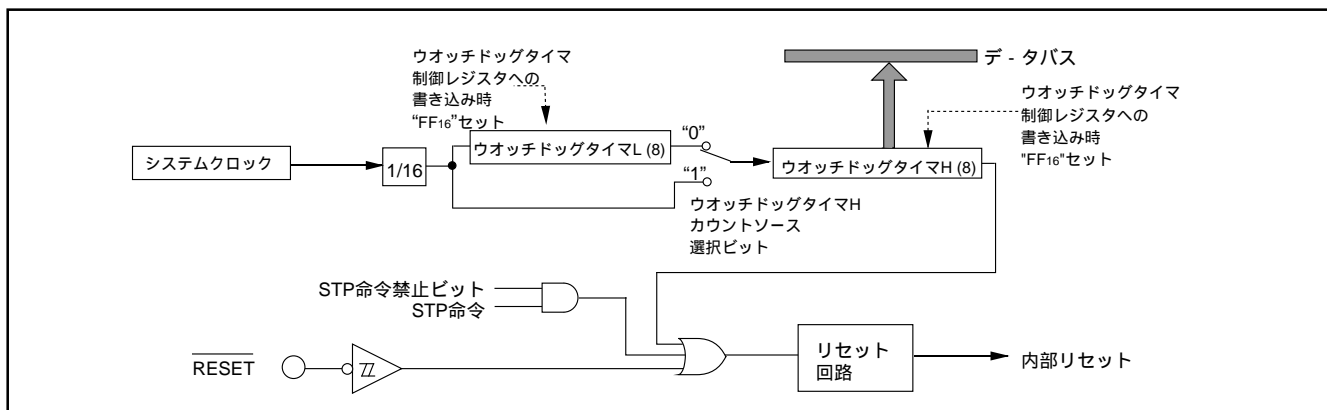 ウオッチドッグタイマ
制御レジスタへの
書き込み時
“FF16”セット
デ - タバス
ウオッチドッグタイマ
制御レジスタへの
書き込み時
"FF16"セット
システムクロック
1/16
ウオッチドッグタイマL (8)
“0”
“1”
ウオッチドッグタイマH (8)
ウオッチドッグタイマH
カウントソース
選択ビット
STP命令禁止ビット
STP命令
RESET
リセット
回路
内部リセット